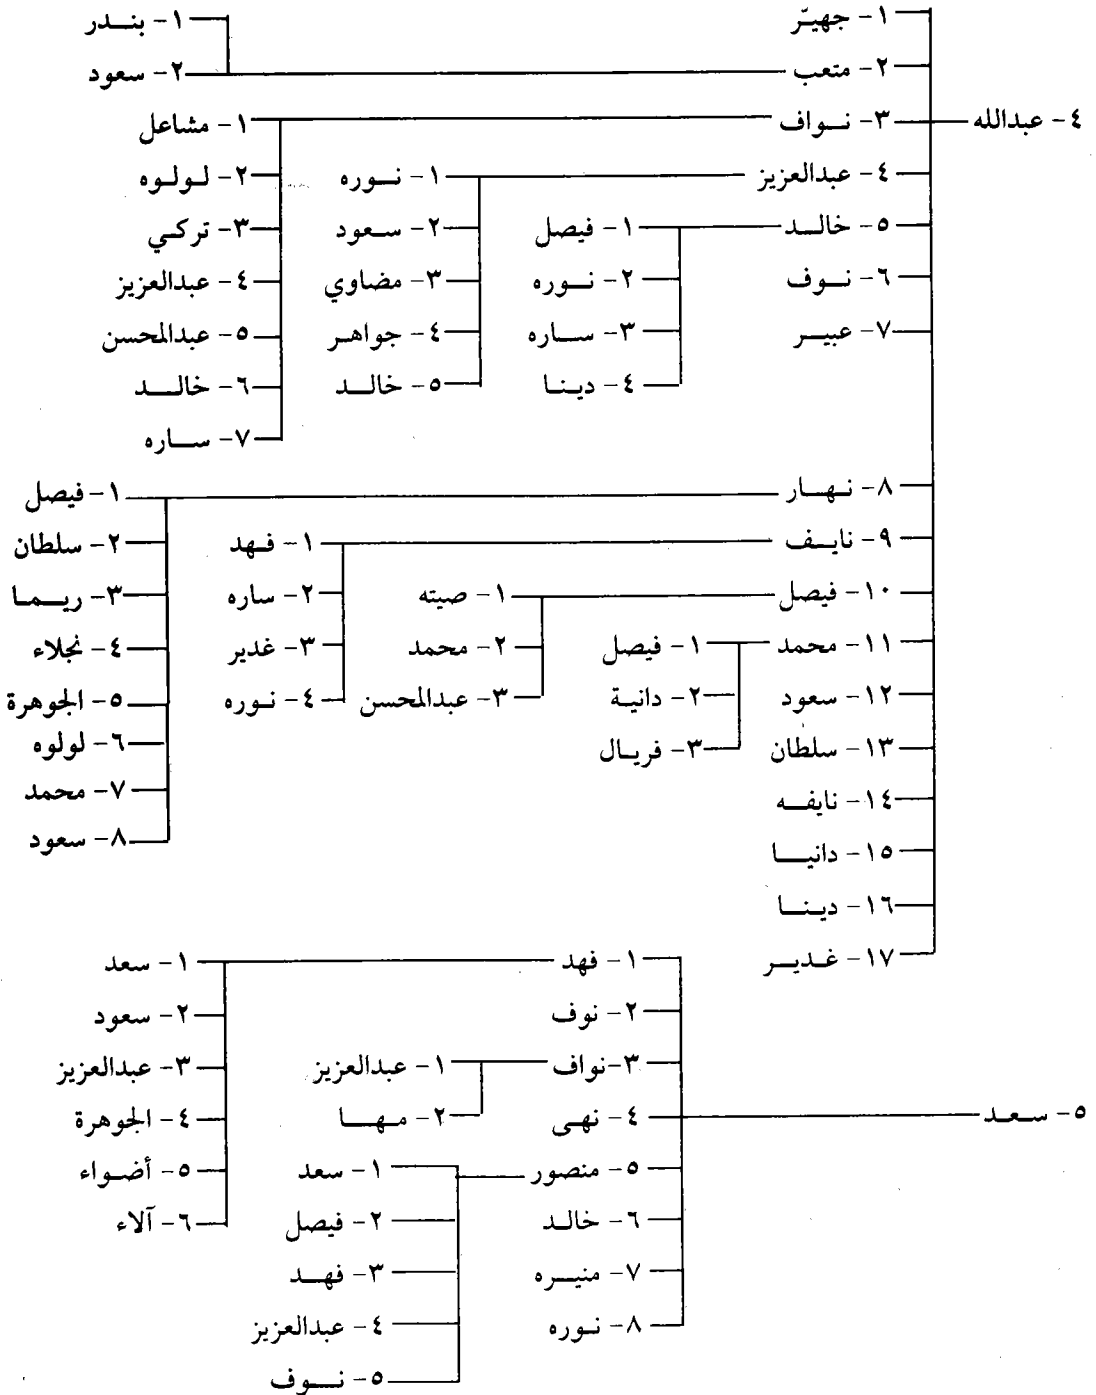 ١- جهيّر ١- بنـدر
٢- متعب ٢- سعود
٤- عبدالله ٣- نـواف ١- مشاعل
٤- عبدالعزيز ١- نـوره ٢- لـولـوه
٥- خالـد ١- فيصل ٢- سـعود ٣- تركـي
٦- نـوف ٢- نـوره ٣- مضاوي ٤- عبدالعزيز
٧- عبيـر ٣- سـاره ٤- جواهـر ٥- عبدالمحسن
٤- دينـا ٥- خالـد ٦- خالـد
٧- سـاره
٨- نـهـار ١- فيصل
٩- نايـف ١- فـهد ٢- سلطان
١٠- فيصل ١- صيته ٢- ساره ٣- ريـمـا
١١- محمد ١- فيصل ٢- محمد ٣- غدير ٤- نجلاء
١٢- سعود ٢- دانيـة ٣- عبدالمحسن ٤- نـوره ٥- الجوهرة
١٣- سلطان ٣- فريـال ٦- لولوه
١٤- نايفـه ٧- محمد
١٥- دانيـا ٨- سعود
١٦- دينـا
١٧- غـديـر ١- فهد ١- سعد
٢- نوف ٢- سعود
٣- نواف ١- عبدالعزيز ٣- عبدالعزيز
٥- سـعـد ٤- نهى ٢- مـهـا ٤- الجوهرة
٥- منصور ١- سعد ٥- أضـواء
٦- خالـد ٢- فيصل ٦- آلاء
٧- منيـره ٣- فهـد
٨- نـوره ٤- عبدالعزيز
٥- نـوف